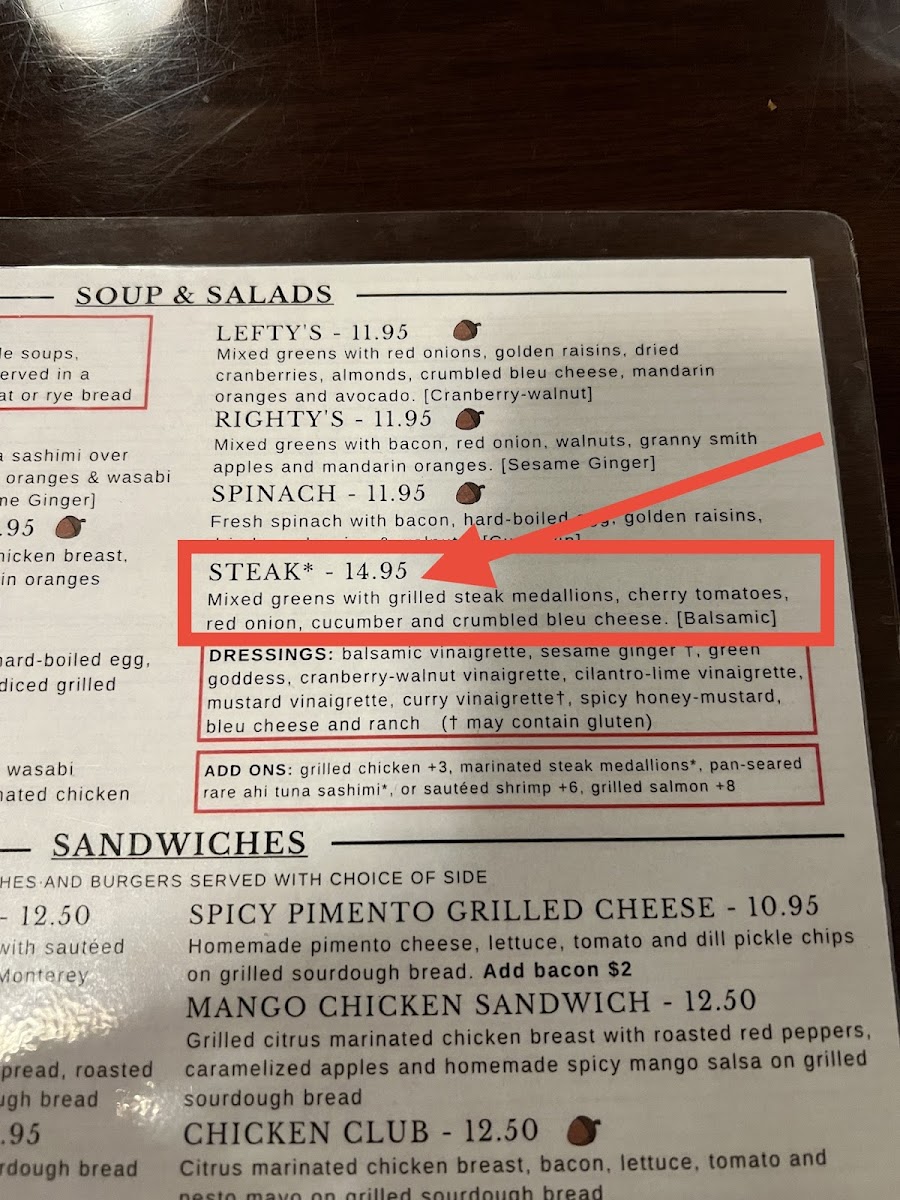 SOUP & SALADS
le soups,
erved in a
at or rye bread
a sashimi over
oranges & wasabi
me Ginger]
.95
hicken breast,
in oranges
hard-boiled egg,
diced grilled
wasabi
nated chicken
LEFTY'S - 11.95
Mixed greens with red onions, golden raisins, dried
cranberries, almonds, crumbled bleu cheese, mandarin
oranges and avocado. [Cranberry-walnut]
RIGHTY'S - 11.95
Mixed greens with bacon, red onion, walnuts, granny smith
apples and mandarin oranges. [Sesame Ginger]
SPINACH - 11.95
Fresh spinach with bacon, hard-boiled egg, golden raisins,
STEAK* - 14.95
Mixed greens with grilled steak medallions, cherry tomatoes,
red onion, cucumber and crumbled bleu cheese. [Balsamic]
DRESSINGS: balsamic vinaigrette, sesame ginger †, green
goddess, cranberry-walnut vinaigrette, cilantro-lime vinaigrette,
mustard vinaigrette, curry vinaigrette†, spicy honey-mustard,
bleu cheese and ranch († may contain gluten)
ADD ONS: grilled chicken +3, marinated steak medallions*, pan-seared
rare ahi tuna sashimi*, or sautéed shrimp +6, grilled salmon +8
SANDWICHES
HES AND BURGERS SERVED WITH CHOICE OF SIDE
- 12.50
with sautéed
Monterey
pread, roasted
ugh bread
.95
rdough bread
SPICY PIMENTO GRILLED CHEESE - 10.95
Homemade pimento cheese, lettuce, tomato and dill pickle chips
on grilled sourdough bread. Add bacon $2
MANGO CHICKEN SANDWICH - 12.50
Grilled citrus marinated chicken breast with roasted red peppers,
caramelized apples and homemade spicy mango salsa on grilled
sourdough bread
CHICKEN CLUB - 12.50
Citrus marinated chicken breast, bacon, lettuce, tomato and
pesto mayo on grilled sourdough bread